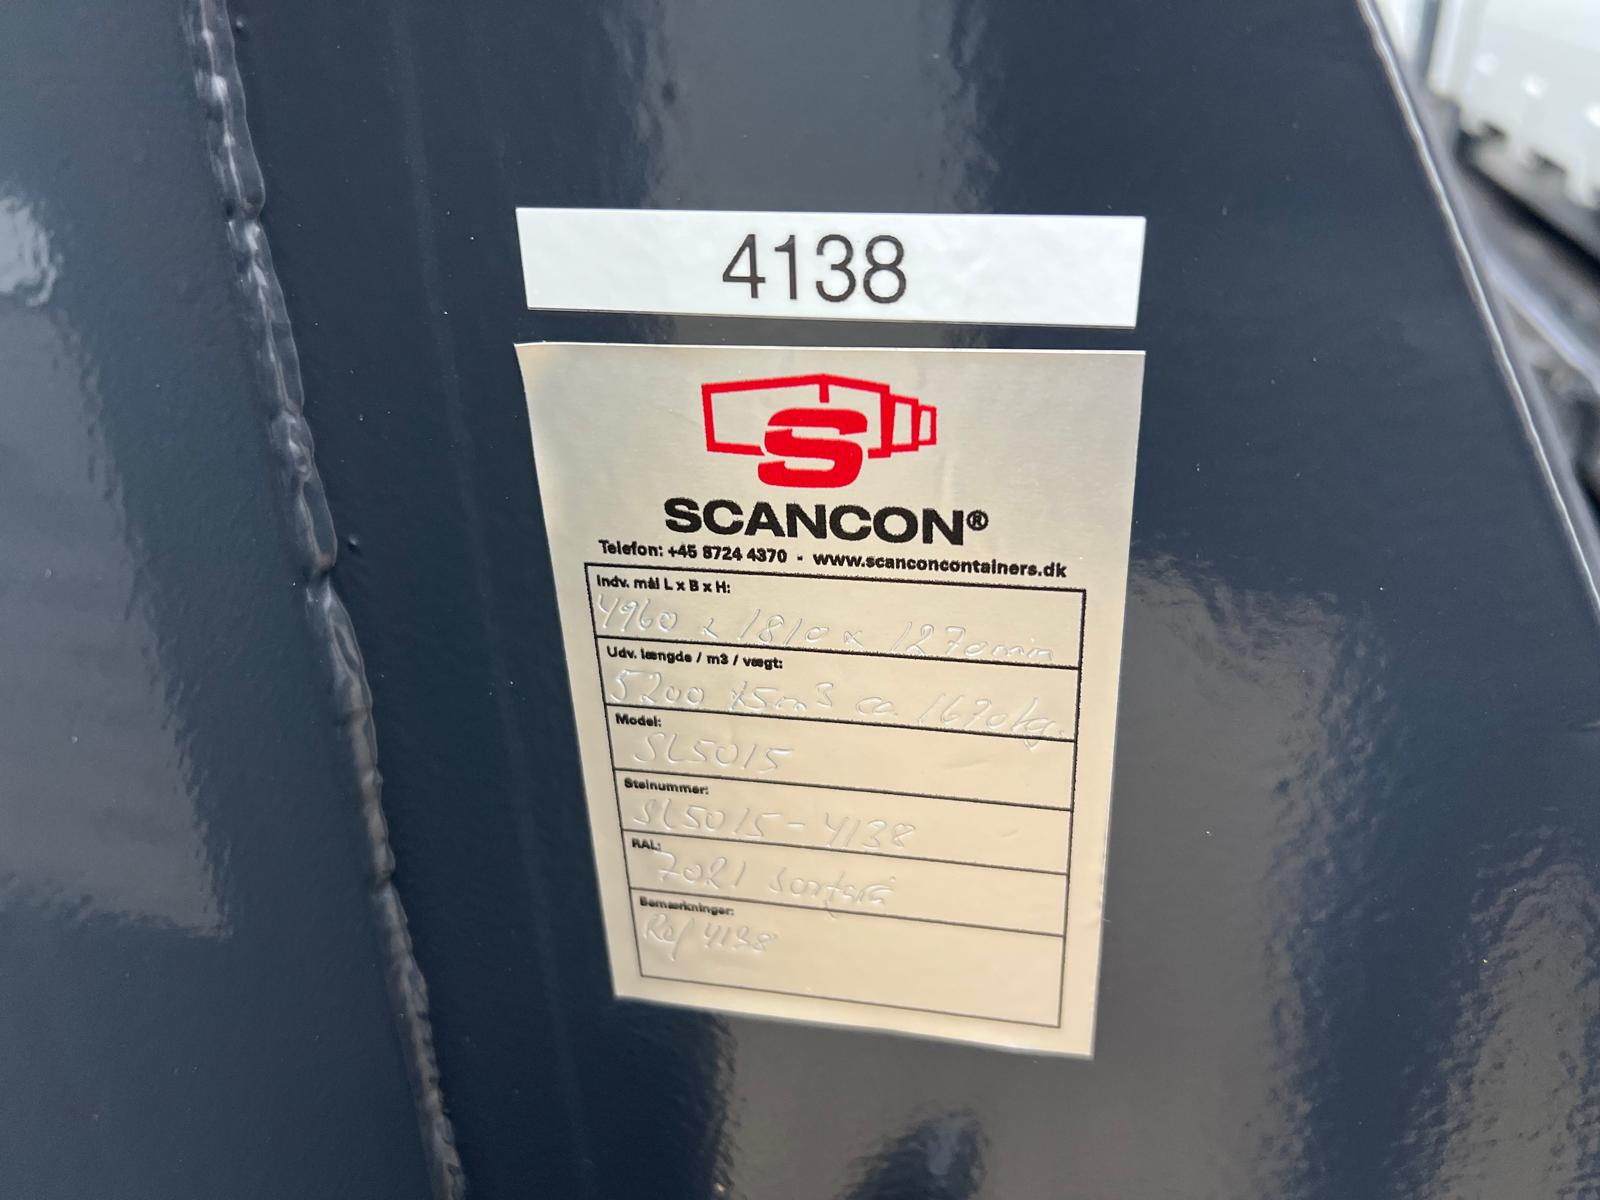 4138
S
SCANCON®
Telefon: +45 8724 4370 - www.scanconcontainers.dk
Indv. mål L x B x H:
4960 x 1810 x 1270mm
Udv. længde / m3 / vægt:
5200 15m3 ca. 1690kg.
Model:
SL5015
Stelnummer:
SL5015-4138
RAL:
7021
Bemærkninger:
Ref 4138